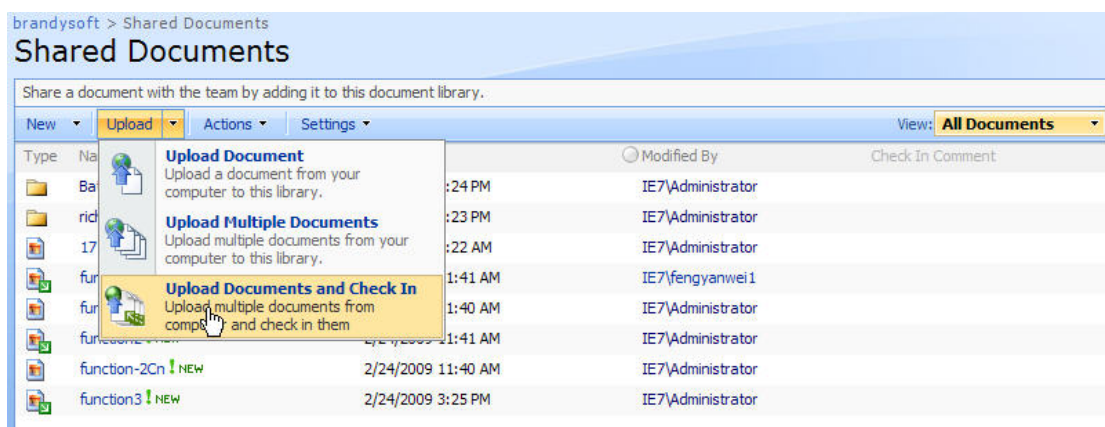 brandysoft > Shared Documents
Shared Documents
Share a document with the team by adding it to this document library.
New Upload Actions Settings View: All Documents
Type Modified By Check In Comment
Upload Document
Upload a document from your
computer to this library.
:24 PM IE7\Administrator
Upload Multiple Documents
Upload multiple documents from your
computer to this library.
:23 PM IE7\Administrator
17 :22 AM IE7\Administrator
1:41 AM IE7\fengyanwei1
Upload Documents and Check In
Upload multiple documents from
computer and check in them
1:40 AM IE7\Administrator
11:41 AM IE7\Administrator
function-2Cn ! NEW 2/24/2009 11:40 AM IE7\Administrator
function3 ! NEW 2/24/2009 3:25 PM IE7\Administrator